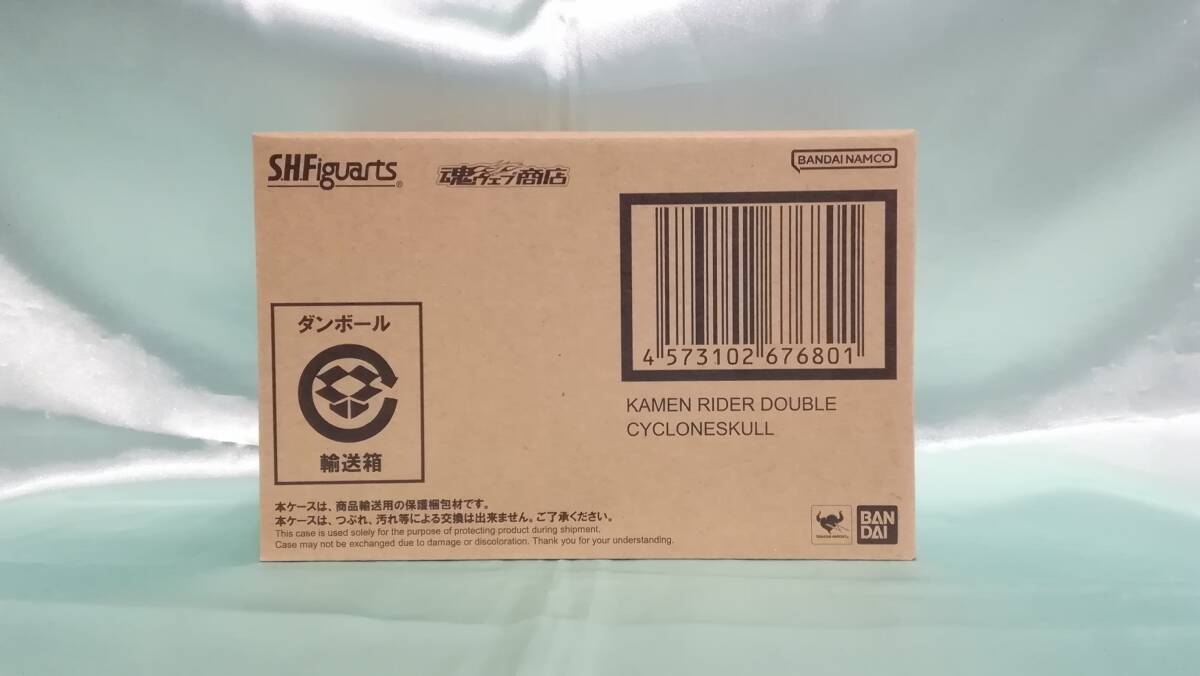 S.H.Figuarts®
魂ウェブ商店
BANDAI NAMCO
4 573102 676801
KAMEN RIDER DOUBLE
CYCLONESKULL
ダンボール
輸送箱
本ケースは、商品輸送用の保護梱包材です。
本ケースは、つぶれ、汚れ等による交換は出来ません。ご了承ください。
This case is used solely for the purpose of protecting product during shipment.
Case may not be exchanged due to damage or discoloration. Thank you for your understanding.
BAN
DAI